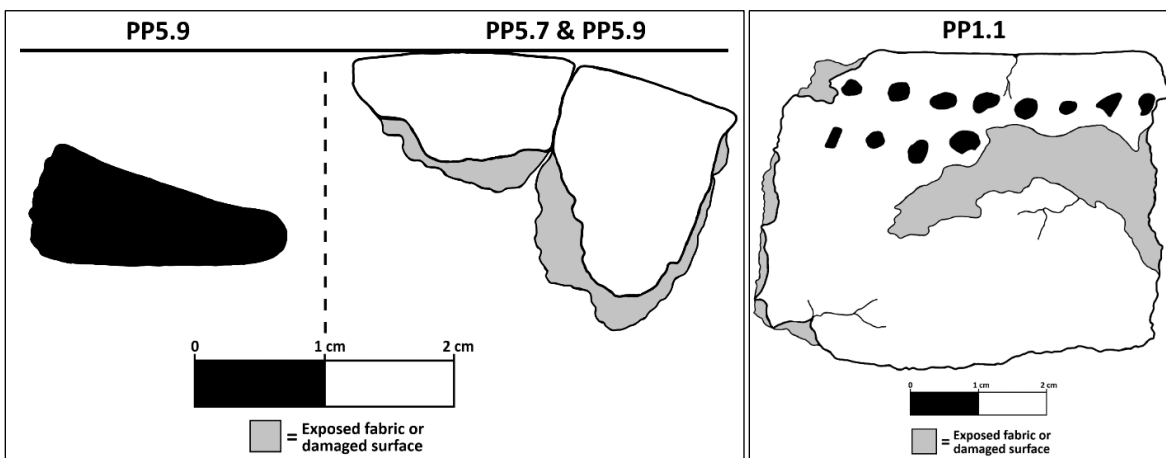 PP5.9
PP5.7 & PP5.9
0 1 cm 2 cm
= Exposed fabric or
damaged surface
PP1.1
0 1 cm 2 cm
= Exposed fabric or
damaged surface